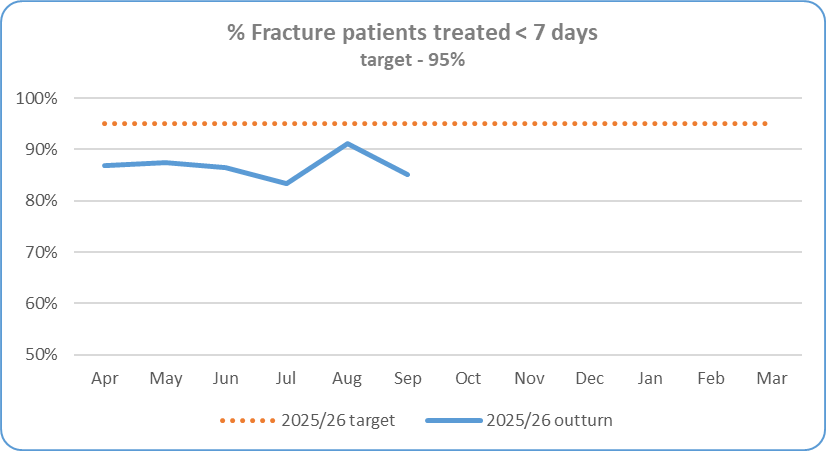 % Fracture patients treated < 7 days
target - 95%
100%
90%
80%
70%
60%
50%
Apr May Jun Jul Aug Sep Oct Nov Dec Jan Feb Mar
2025/26 target 2025/26 outturn